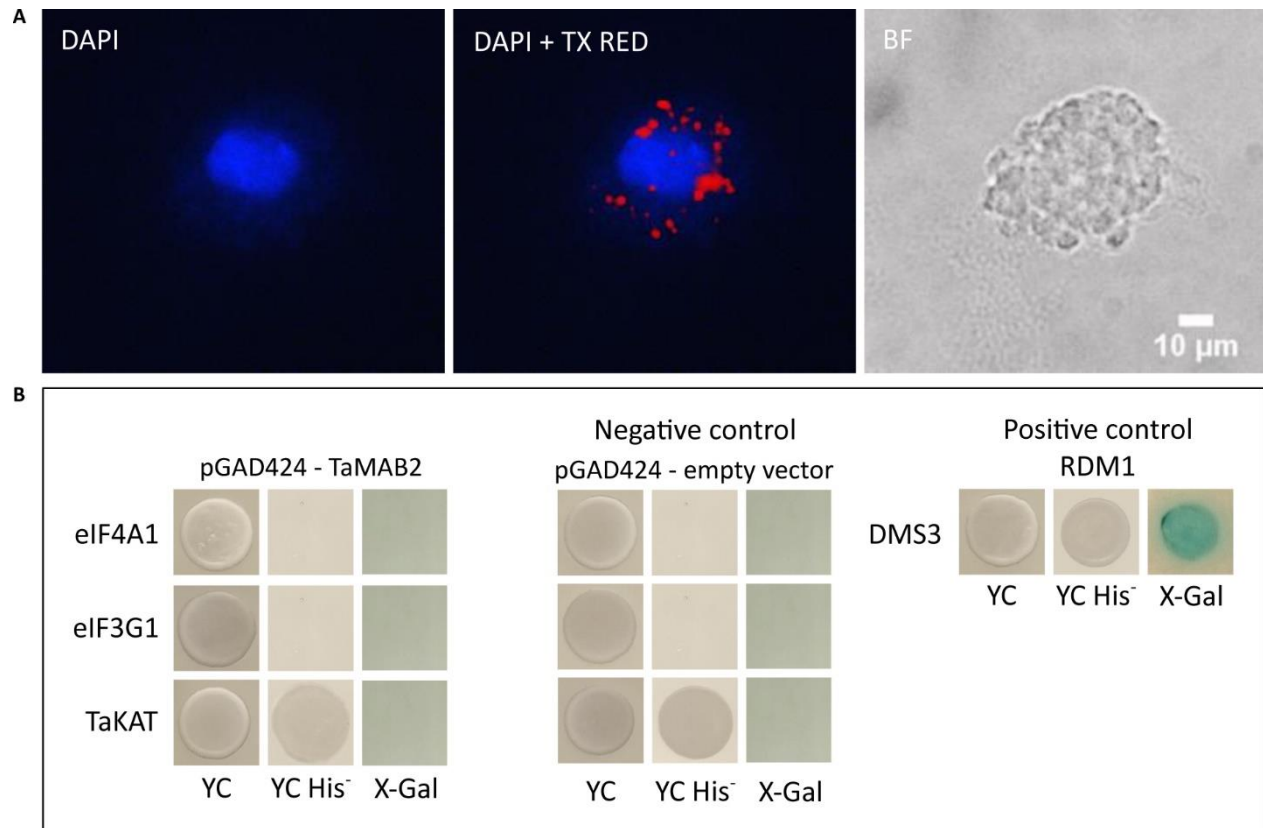 A
DAPI
DAPI + TX RED
BF
10 µm
B
Negative control
Positive control
pGAD424 - TaMAB2
pGAD424 - empty vector
RDM1
eIF4A1
DMS3
YC YC His⁻ X-Gal
eIF3G1
TaKAT
YC YC His⁻ X-Gal
YC YC His⁻ X-Gal